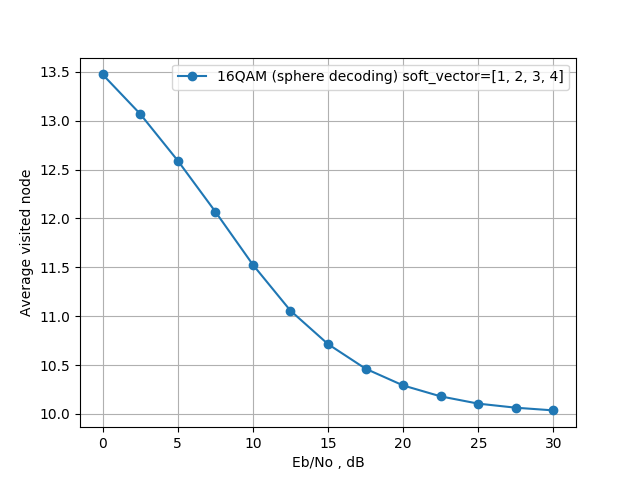 16QAM (sphere decoding) soft_vector=[1, 2, 3, 4]
13.5
13.0
12.5
12.0
11.5
11.0
10.5
10.0
Average visited node
0 5 10 15 20 25 30
Eb/No , dB